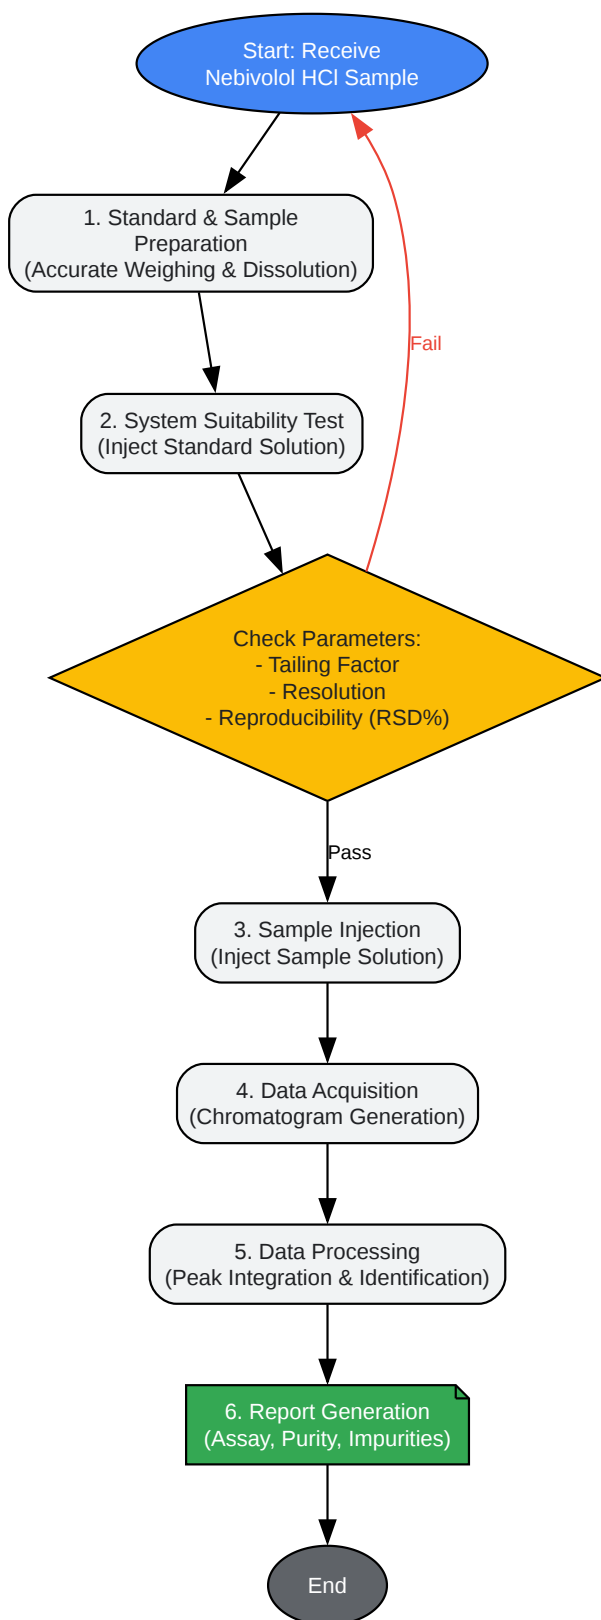 Start: Receive
Nebivolol HCl Sample
1. Standard & Sample
Preparation
(Accurate Weighing & Dissolution)
Fail
2. System Suitability Test
(Inject Standard Solution)
Check Parameters:
- Tailing Factor
- Resolution
- Reproducibility (RSD%)
Pass
3. Sample Injection
(Inject Sample Solution)
4. Data Acquisition
(Chromatogram Generation)
5. Data Processing
(Peak Integration & Identification)
6. Report Generation
(Assay, Purity, Impurities)
End